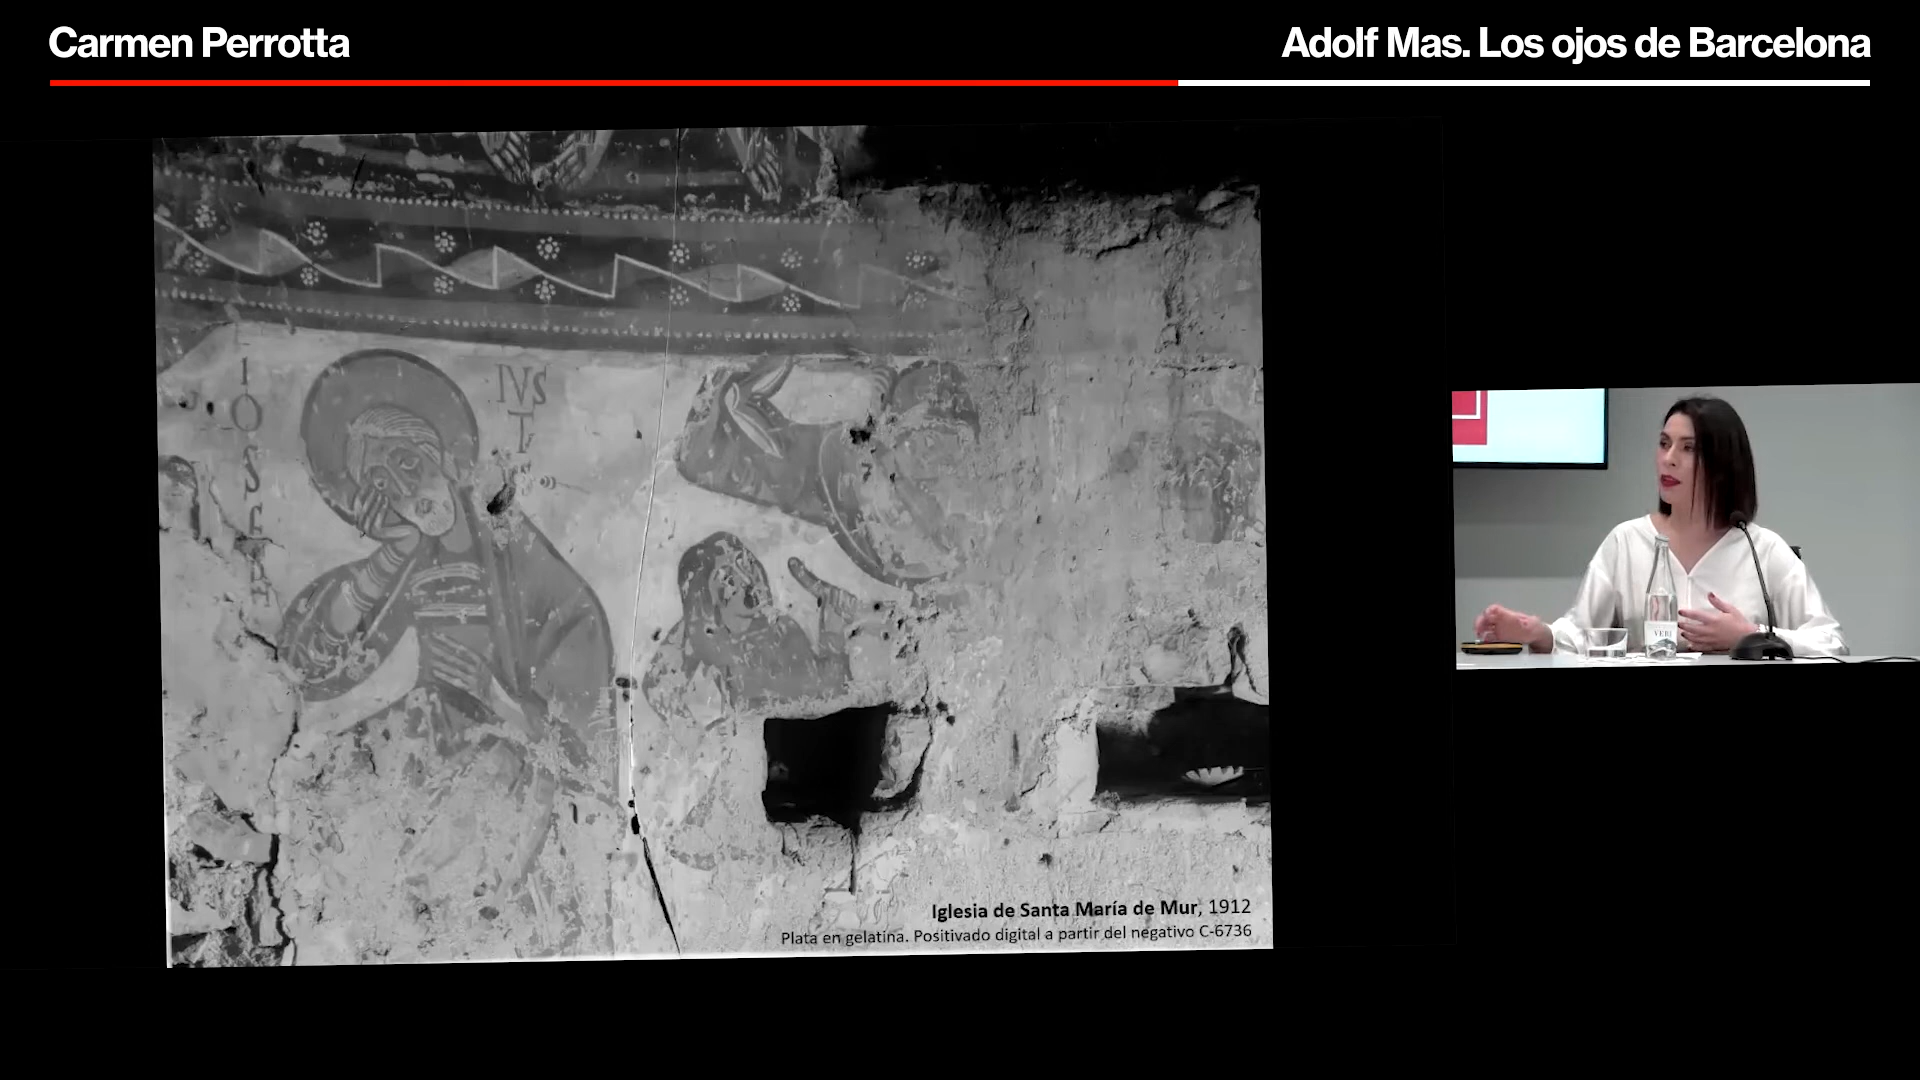 Carmen Perrotta
Adolf Mas. Los ojos de Barcelona
IOSEPH
IVS
T
Iglesia de Santa María de Mur, 1912
Plata en gelatina. Positivado digital a partir del negativo C-6736
VERI